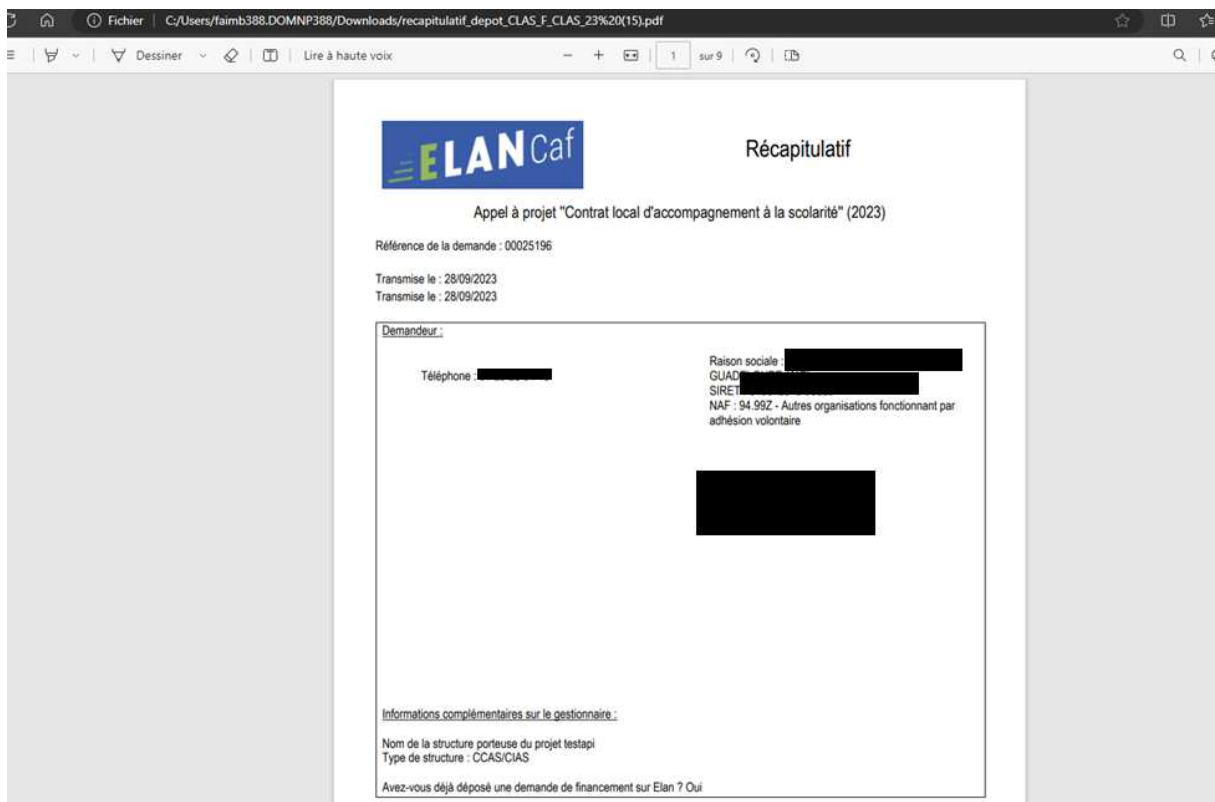 Fichier | C:/Users/faimb388.DOMNP388/Downloads/recapitulatif_depot_CLAS_F_CLAS_23%20(15).pdf
Dessiner Lire à haute voix 1 sur 9
ELAN Caf
Récapitulatif
Appel à projet "Contrat local d'accompagnement à la scolarité" (2023)
Référence de la demande : 00025196
Transmise le : 28/09/2023
Transmise le : 28/09/2023
Demandeur :
Téléphone :
Raison sociale :
SIRET
NAF : 94.99Z - Autres organisations fonctionnant par
adhésion volontaire
Informations complémentaires sur le gestionnaire :
Nom de la structure porteuse du projet testapi
Type de structure : CCAS/CIAS
Avez-vous déjà déposé une demande de financement sur Elan ? Oui